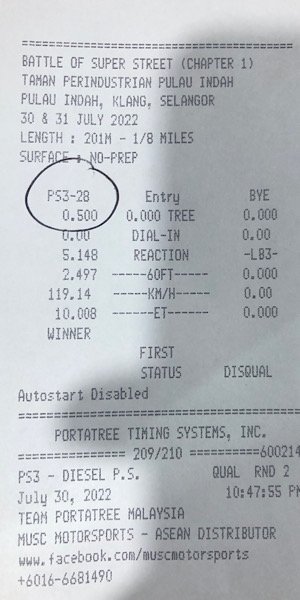 ================================
BATTLE OF SUPER STREET (CHAPTER 1)
TAMAN PERINDUSTRIAN PULAU INDAH
PULAU INDAH, KLANG, SELANGOR
30 & 31 JULY 2022
LENGTH : 201M - 1/8 MILES
SURFACE : NO-PREP
PS3-28 Entry BYE
0.500 0.000 TREE 0.000
0.00 DIAL-IN 0.00
5.148 REACTION -LB3-
2.497 -----60FT----- 0.000
119.14 -----KM/H----- 0.00
10.008 ------ET------ 0.000
WINNER
FIRST
STATUS DISQUAL
Autostart Disabled
================================
PORTATREE TIMING SYSTEMS, INC.
============ 209/210 ==========600214
PS3 - DIESEL P.S. QUAL RND 2
July 30, 2022 10:47:55 PM
TEAM PORTATREE MALAYSIA
MUSC MOTORSPORTS - ASEAN DISTRIBUTOR
www.facebook.com/muscmotorsports
+6016-6681490